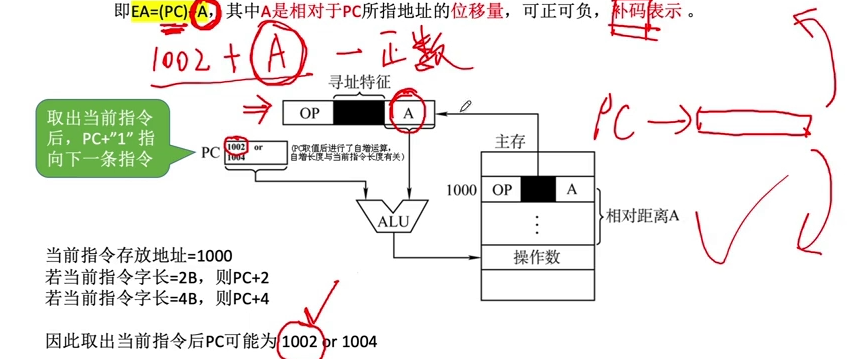 即EA=(PC)+A，其中A是相对于PC所指地址的位移量，可正可负，补码表示 。
1002 + A — 正数
寻址特征
OP
A
取出当前指令
后，PC+”1” 指
向下一条指令
PC
1002 or
1004
(PC取值后进行了自增运算，
自增长度与当前指令长度有关)
PC →
主存
1000
OP
A
⋮
相对距离A
操作数
ALU
当前指令存放地址=1000
若当前指令字长=2B，则PC+2
若当前指令字长=4B，则PC+4
因此取出当前指令后PC可能为 1002 or 1004